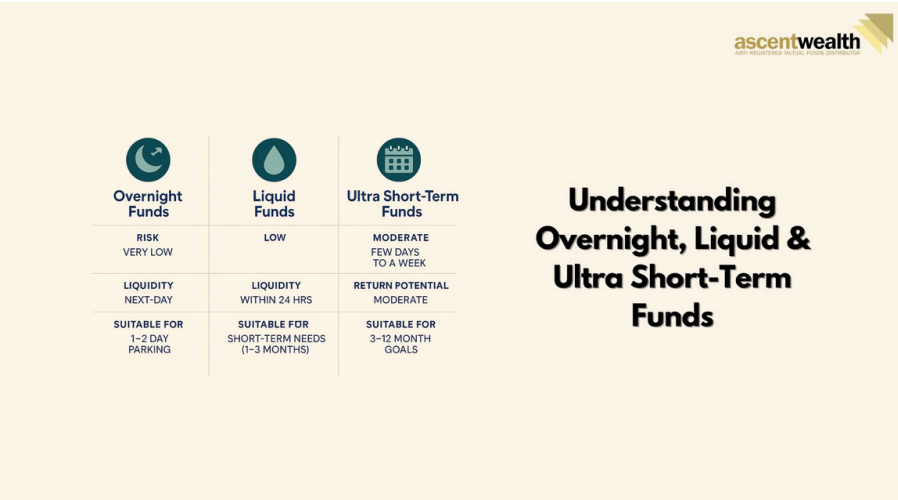 ascentwealth
AMFI REGISTERED MUTUAL FUNDS DISTRIBUTOR
Overnight
Funds
RISK
VERY LOW
LIQUIDITY
NEXT-DAY
SUITABLE FOR
1–2 DAY
PARKING
Liquid
Funds
LOW
LIQUIDITY
WITHIN 24 HRS
SUITABLE FOR
SHORT-TERM NEEDS
(1–3 MONTHS)
Ultra Short-Term
Funds
MODERATE
FEW DAYS
TO A WEEK
RETURN POTENTIAL
MODERATE
SUITABLE FOR
3–12 MONTH
GOALS
Understanding
Overnight, Liquid &
Ultra Short-Term
Funds